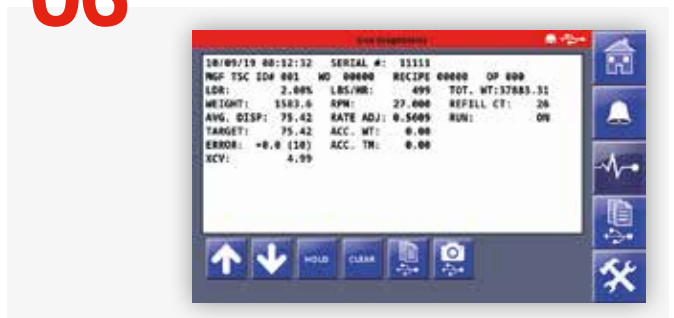 06
Live Diagnostics
10/09/19 08:12:32 SERIAL #: 11111
MGF TSC ID# 001 WO 00000 RECIPE 00000 OP 000
LDR: 2.00% LBS/HR: 499 TOT. WT:37883.31
WEIGHT: 1583.6 RPM: 27.000 REFILL CT: 26
AVG. DISP: 75.42 RATE ADJ: 0.5609 RUN: ON
TARGET: 75.42 ACC. WT: 0.00
ERROR: +0.0 (10) ACC. TM: 0.00
XCV: 4.99
HOLD CLEAR